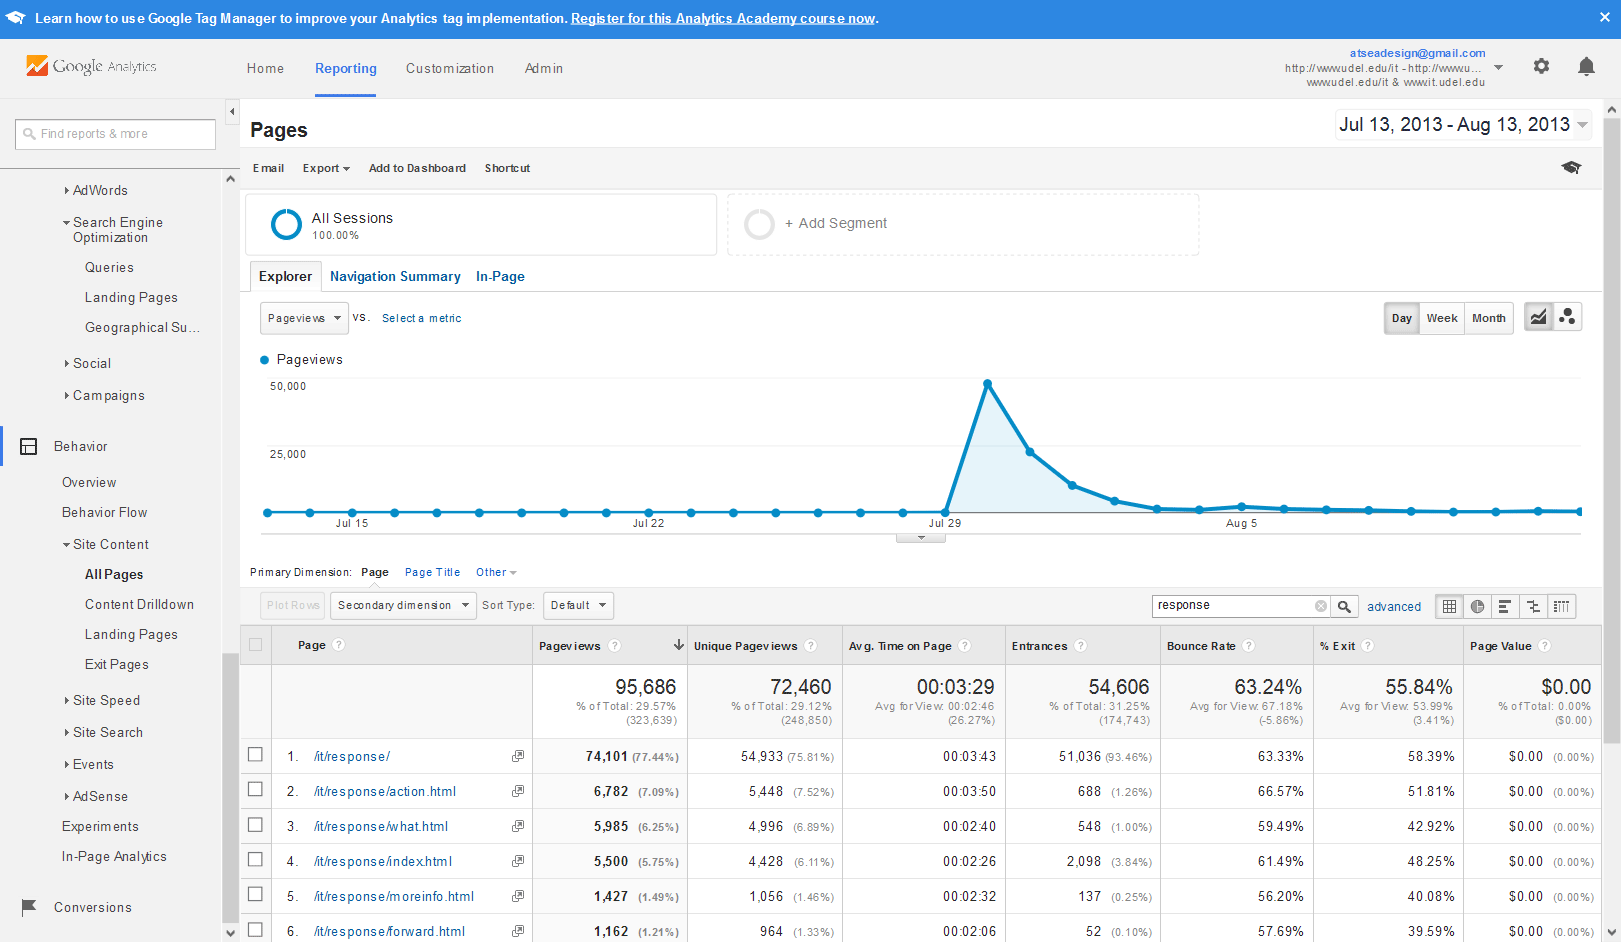 Learn how to use Google Tag Manager to improve your Analytics tag implementation. Register for this Analytics Academy course now.
Google Analytics
Home Reporting Customization Admin
atseadesign@gmail.com
http://www.udel.edu/it - http://www.u...
www.udel.edu/it & www.it.udel.edu
Find reports & more
AdWords
Search Engine
Optimization
Queries
Landing Pages
Geographical Su...
Social
Campaigns
Behavior
Overview
Behavior Flow
Site Content
All Pages
Content Drilldown
Landing Pages
Exit Pages
Site Speed
Site Search
Events
AdSense
Experiments
In-Page Analytics
Conversions
Pages
Jul 13, 2013 - Aug 13, 2013
Email Export Add to Dashboard Shortcut
All Sessions
100.00%
+ Add Segment
Explorer Navigation Summary In-Page
Pageviews VS. Select a metric
Day Week Month
Pageviews
50,000
25,000
Jul 15 Jul 22 Jul 29 Aug 5
Primary Dimension: Page Page Title Other
Plot Rows Secondary dimension Sort Type: Default response advanced
Page ? Pageviews ? Unique Pageviews ? Avg. Time on Page ? Entrances ? Bounce Rate ? % Exit ? Page Value ?
95,686 72,460 00:03:29 54,606 63.24% 55.84% $0.00
% of Total: 29.57% % of Total: 29.12% Avg for View: 00:02:46 % of Total: 31.25% Avg for View: 67.18% Avg for View: 53.99% % of Total: 0.00%
(323,639) (248,850) (26.27%) (174,743) (-5.86%) (3.41%) ($0.00)
1. /it/response/ 74,101 (77.44%) 54,933 (75.81%) 00:03:43 51,036 (93.46%) 63.33% 58.39% $0.00 (0.00%)
2. /it/response/action.html 6,782 (7.09%) 5,448 (7.52%) 00:03:50 688 (1.26%) 66.57% 51.81% $0.00 (0.00%)
3. /it/response/what.html 5,985 (6.25%) 4,996 (6.89%) 00:02:40 548 (1.00%) 59.49% 42.92% $0.00 (0.00%)
4. /it/response/index.html 5,500 (5.75%) 4,428 (6.11%) 00:02:26 2,098 (3.84%) 61.49% 48.25% $0.00 (0.00%)
5. /it/response/moreinfo.html 1,427 (1.49%) 1,056 (1.46%) 00:02:32 137 (0.25%) 56.20% 40.08% $0.00 (0.00%)
6. /it/response/forward.html 1,162 (1.21%) 964 (1.33%) 00:02:06 52 (0.10%) 57.69% 39.59% $0.00 (0.00%)